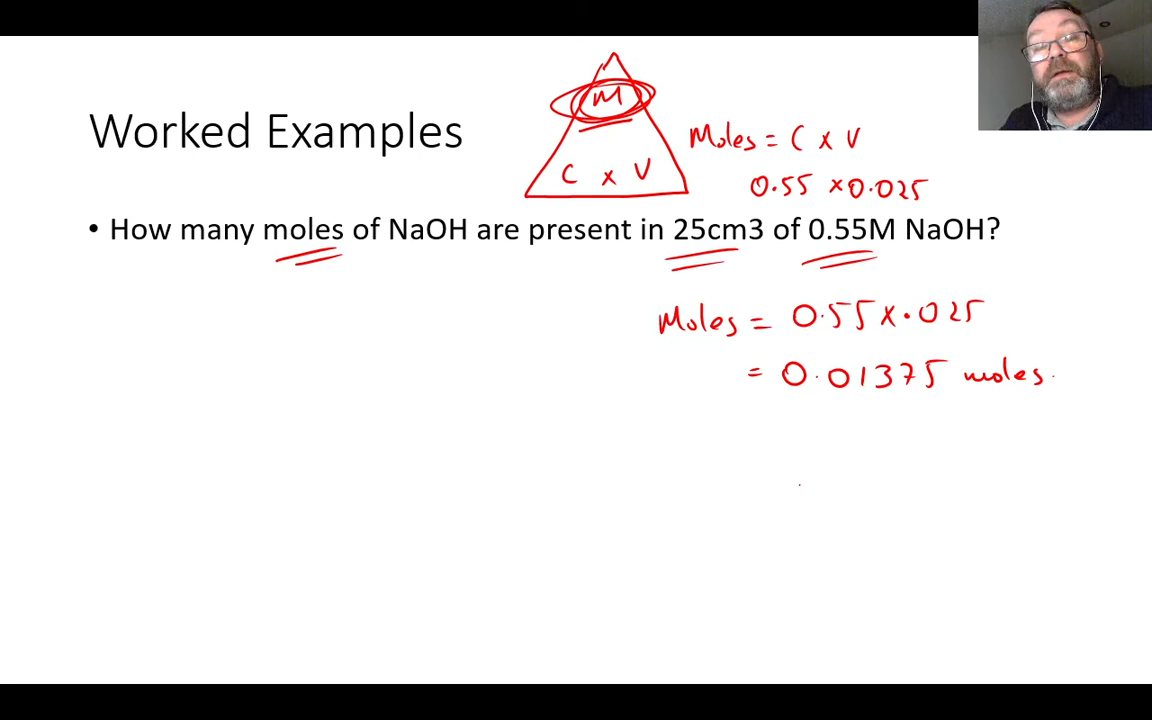 Worked Examples
M
C x V
Moles = C x V
0.55 x 0.025
• How many moles of NaOH are present in 25cm3 of 0.55M NaOH?
Moles = 0.55 x .025
= 0.01375 moles.